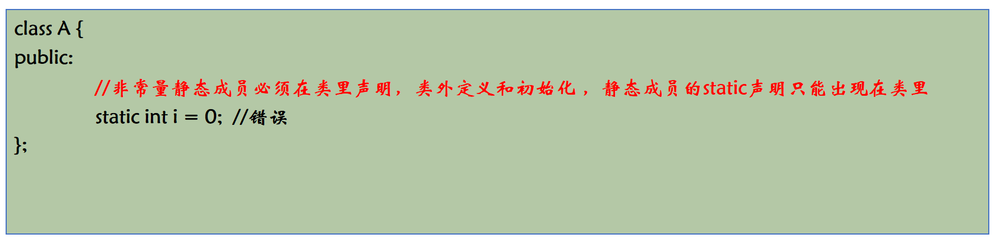 class A {
public:
//非常量静态成员必须在类里声明，类外定义和初始化，静态成员的static声明只能出现在类里
static int i = 0; //错误
};